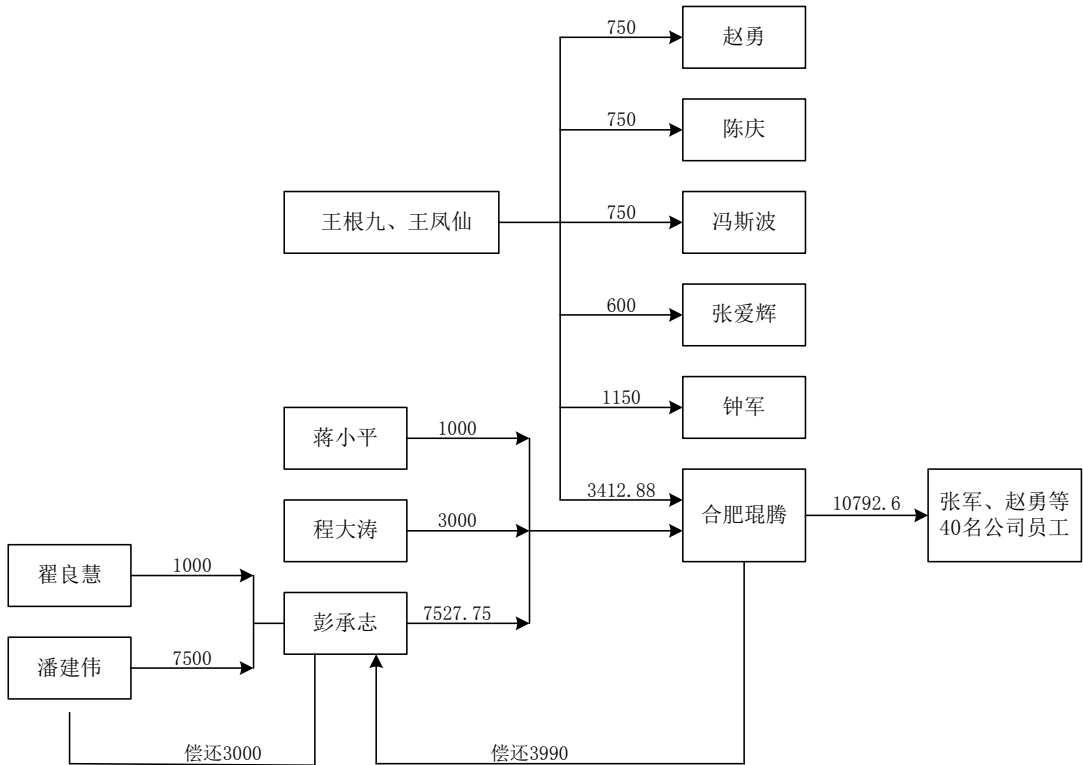 750
赵勇
750
陈庆
王根九、王凤仙
750
冯斯波
600
张爱辉
1150
钟军
蒋小平
1000
3412.88
合肥琨腾
10792.6
张军、赵勇等
40名公司员工
程大涛
3000
翟良慧
1000
彭承志
7527.75
潘建伟
7500
偿还3000
偿还3990